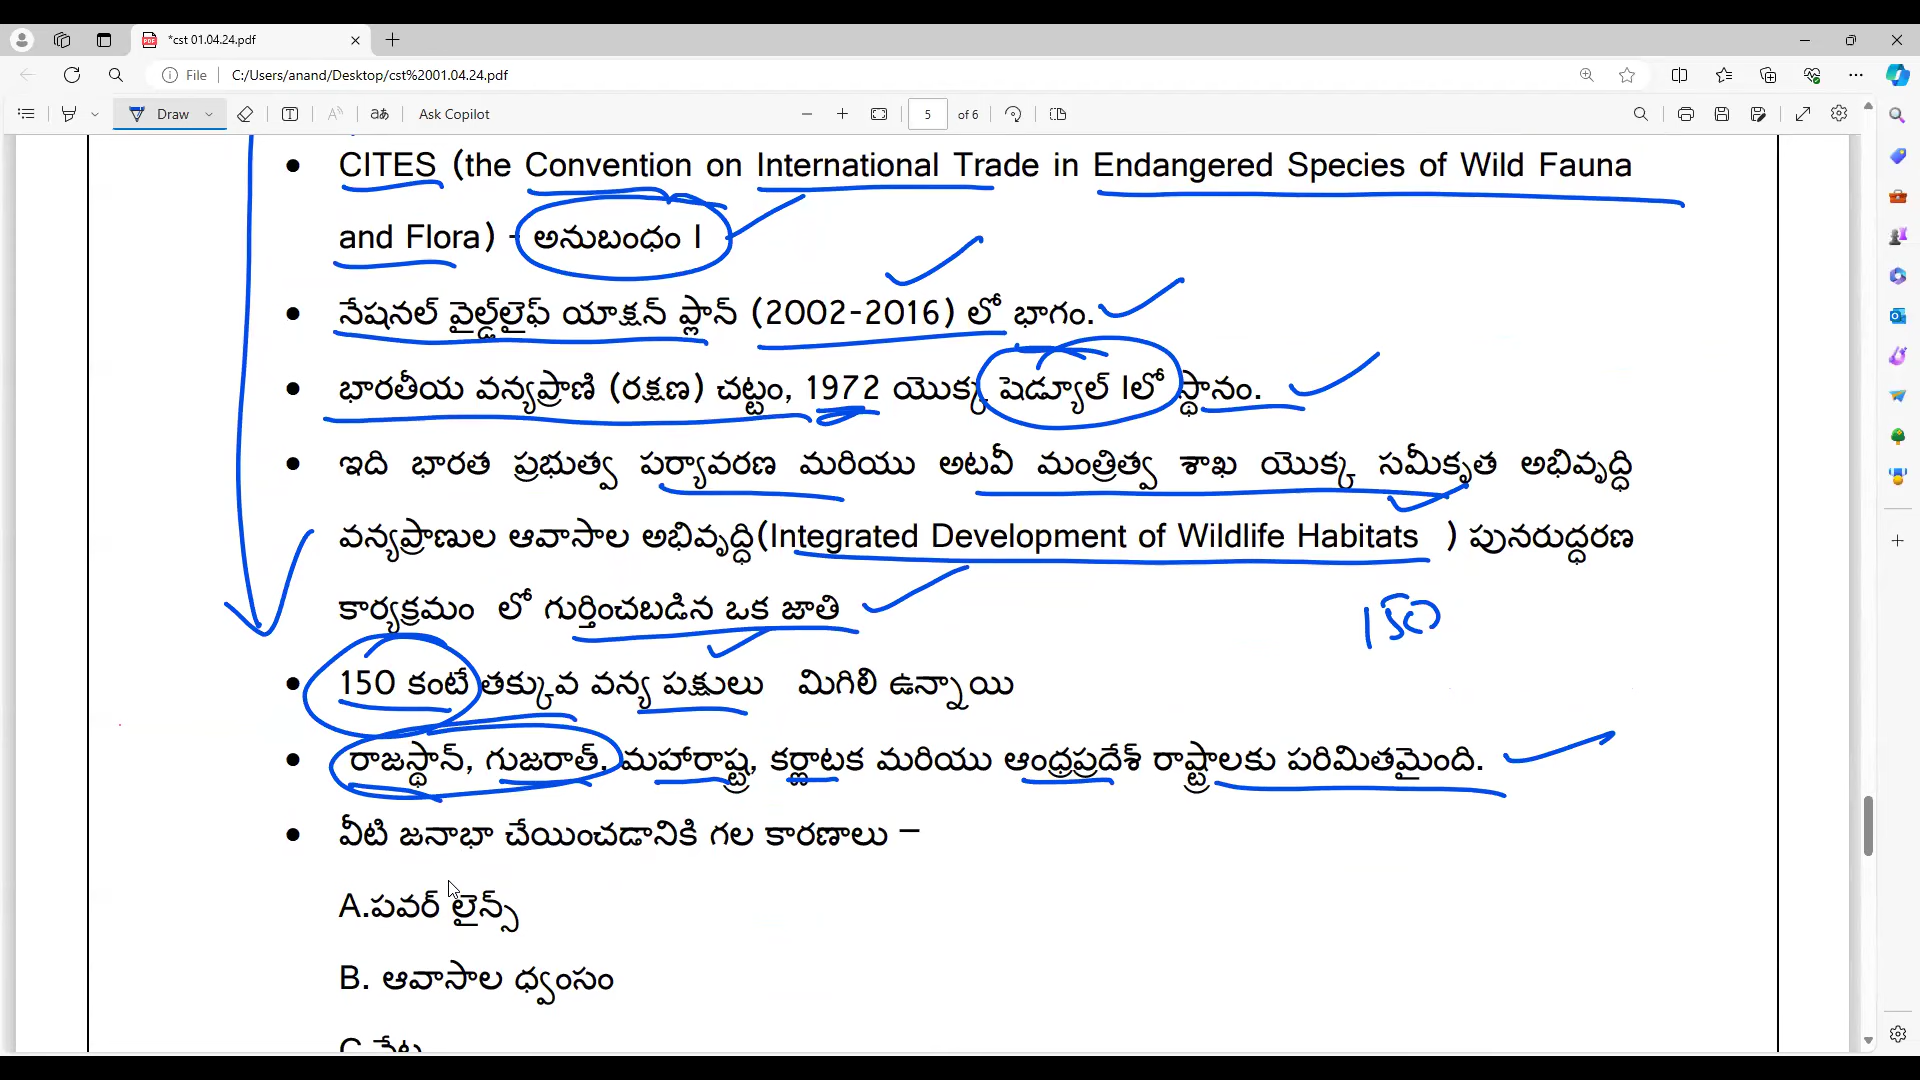 *cst 01.04.24.pdf
File C:/Users/anand/Desktop/cst%2001.04.24.pdf
Draw aあ Ask Copilot 5 of 6
• CITES (the Convention on International Trade in Endangered Species of Wild Fauna
and Flora) - అనుబంధం I
• నేషనల్ వైల్డ్‌లైఫ్ యాక్షన్ ప్లాన్ (2002-2016) లో భాగం.
• భారతీయ వన్యప్రాణి (రక్షణ) చట్టం, 1972 యొక్క షెడ్యూల్ Iలో స్థానం.
• ఇది భారత ప్రభుత్వ పర్యావరణ మరియు అటవీ మంత్రిత్వ శాఖ యొక్క సమీకృత అభివృద్ధి
వన్యప్రాణుల ఆవాసాల అభివృద్ధి(Integrated Development of Wildlife Habitats ) పునరుద్ధరణ
కార్యక్రమం లో గుర్తించబడిన ఒక జాతి
150
• 150 కంటే తక్కువ వన్య పక్షులు మిగిలి ఉన్నాయి
• రాజస్థాన్, గుజరాత్, మహారాష్ట్ర, కర్ణాటక మరియు ఆంధ్రప్రదేశ్ రాష్ట్రాలకు పరిమితమైంది.
• వీటి జనాభా చేయించడానికి గల కారణాలు –
A.పవర్ లైన్స్
B. ఆవాసాల ధ్వంసం